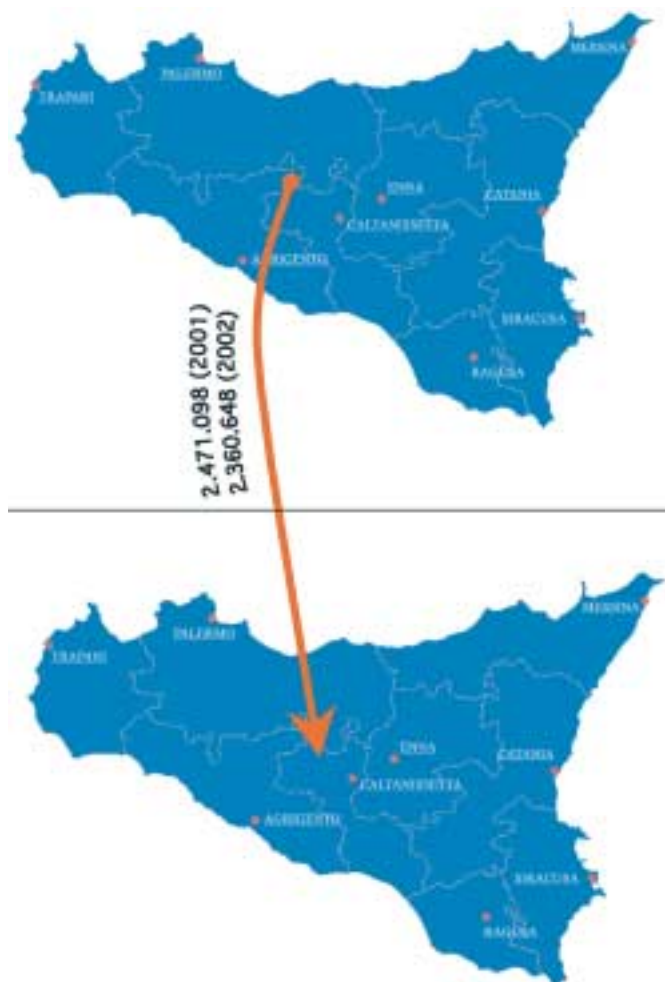 MESSINA
PALERMO
TRAPANI
ENNA
CATANIA
CALTANISSETTA
AGRIGENTO
SIRACUSA
RAGUSA
2.471.098 (2001)
2.360.648 (2002)
MESSINA
PALERMO
TRAPANI
ENNA
CATANIA
CALTANISSETTA
AGRIGENTO
SIRACUSA
RAGUSA